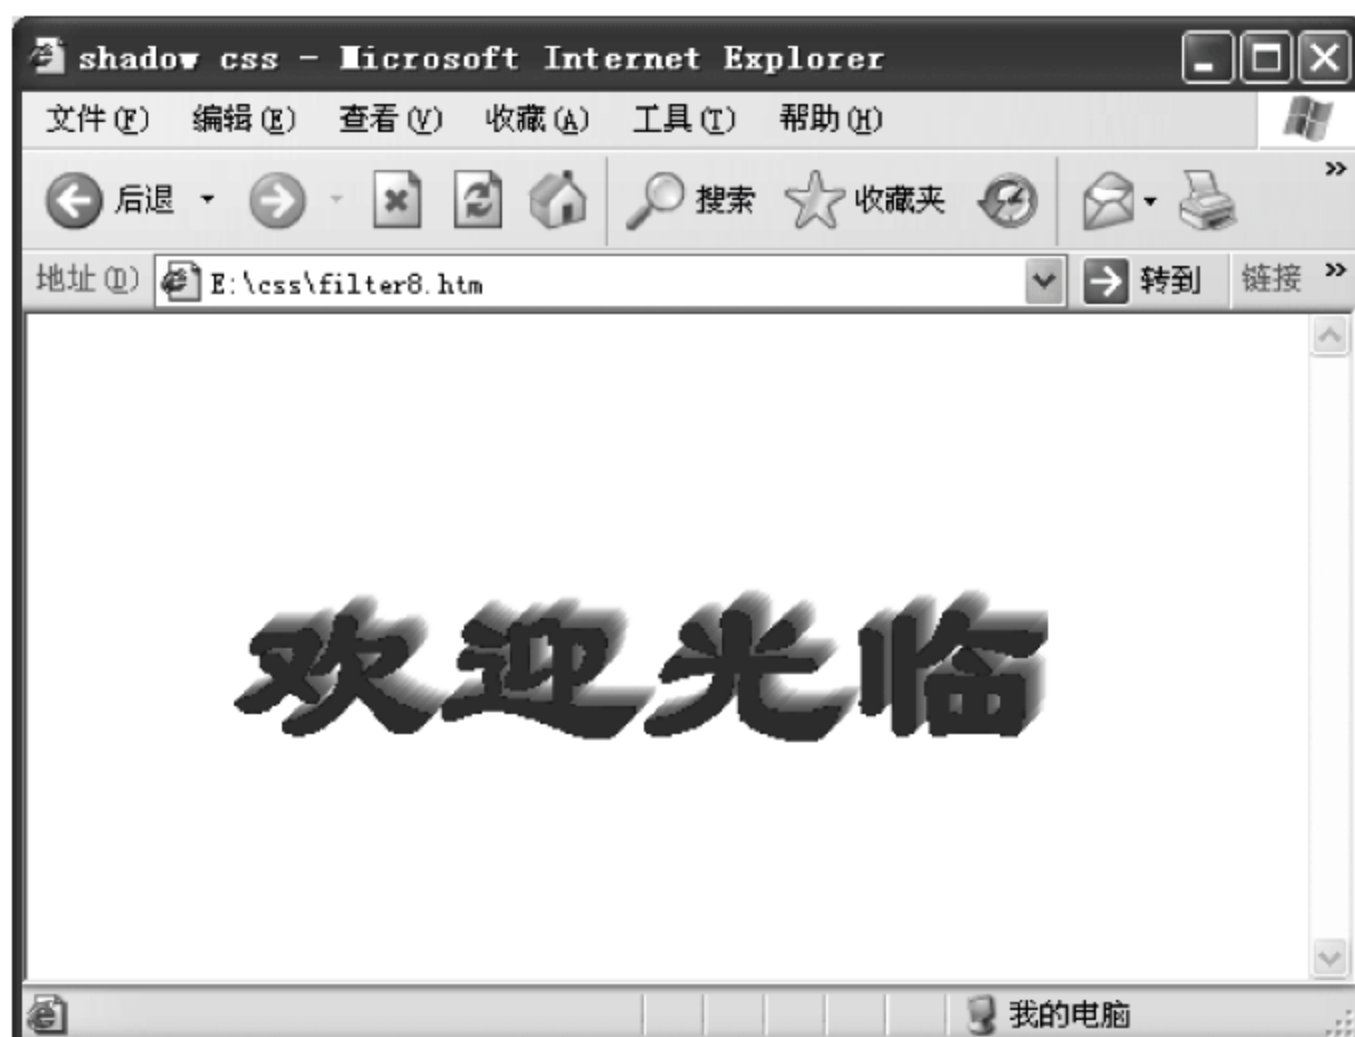 shadow css - Microsoft Internet Explorer
文件(F) 编辑(E) 查看(V) 收藏(A) 工具(T) 帮助(H)
后退 搜索 收藏夹 »
地址(D) E:\css\filter8.htm 转到 链接 »
欢迎光临
我的电脑